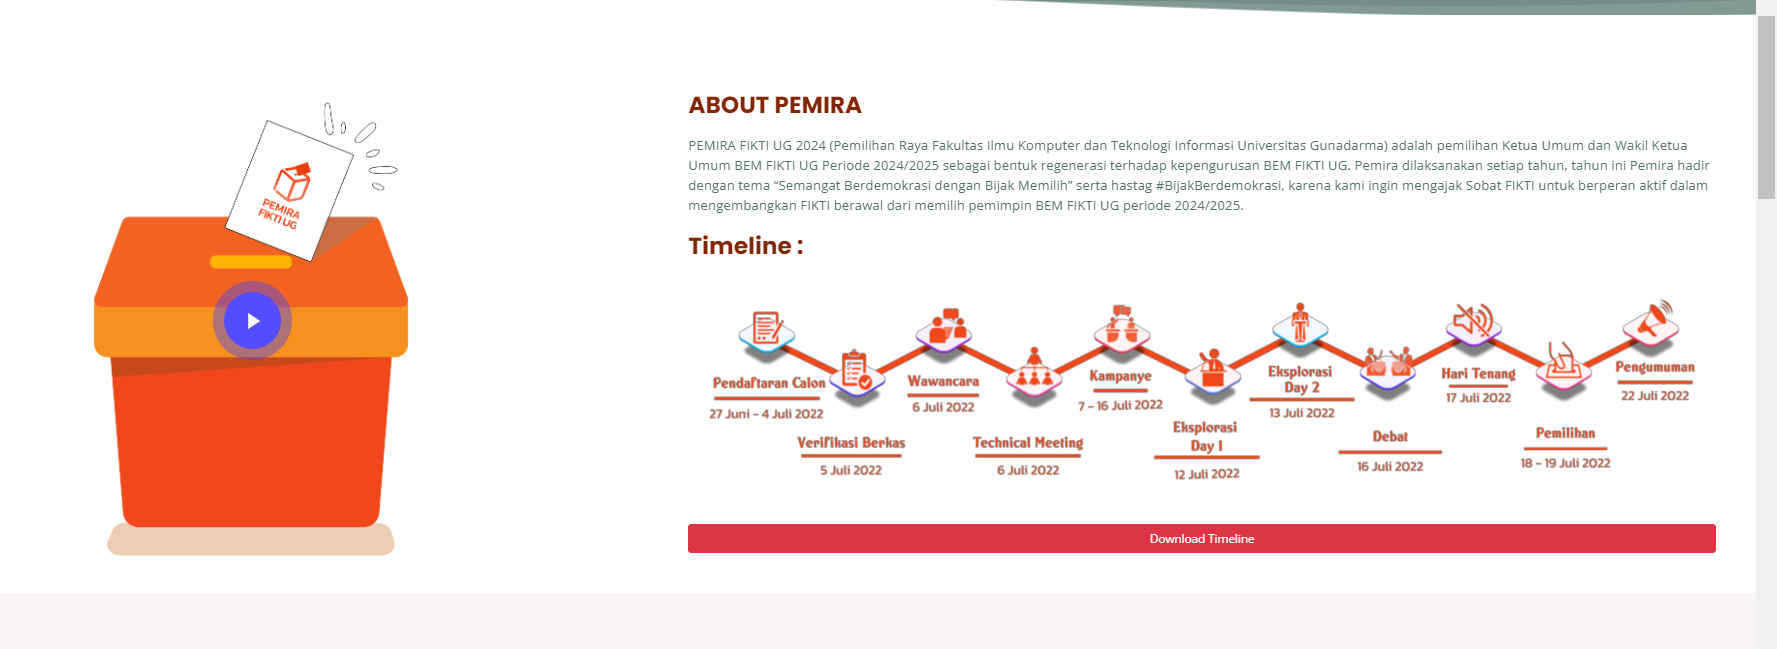 ABOUT PEMIRA
PEMIRA FIKTI UG 2024 (Pemilihan Raya Fakultas Ilmu Komputer dan Teknologi Informasi Universitas Gunadarma) adalah pemilihan Ketua Umum dan Wakil Ketua
Umum BEM FIKTI UG Periode 2024/2025 sebagai bentuk regenerasi terhadap kepengurusan BEM FIKTI UG. Pemira dilaksanakan setiap tahun, tahun ini Pemira hadir
dengan tema “Semangat Berdemokrasi dengan Bijak Memilih” serta hastag #BijakBerdemokrasi, karena kami ingin mengajak Sobat FIKTI untuk berperan aktif dalam
mengembangkan FIKTI berawal dari memilih pemimpin BEM FIKTI UG periode 2024/2025.
PEMIRA
FIKTI UG
Timeline :
Pendaftaran Calon
27 Juni - 4 Juli 2022
Verifikasi Berkas
5 Juli 2022
Wawancara
6 Juli 2022
Technical Meeting
6 Juli 2022
Kampanye
7 - 16 Juli 2022
Eksplorasi
Day 1
12 Juli 2022
Eksplorasi
Day 2
13 Juli 2022
Debat
16 Juli 2022
Hari Tenang
17 Juli 2022
Pemilihan
18 - 19 Juli 2022
Pengumuman
22 Juli 2022
Download Timeline